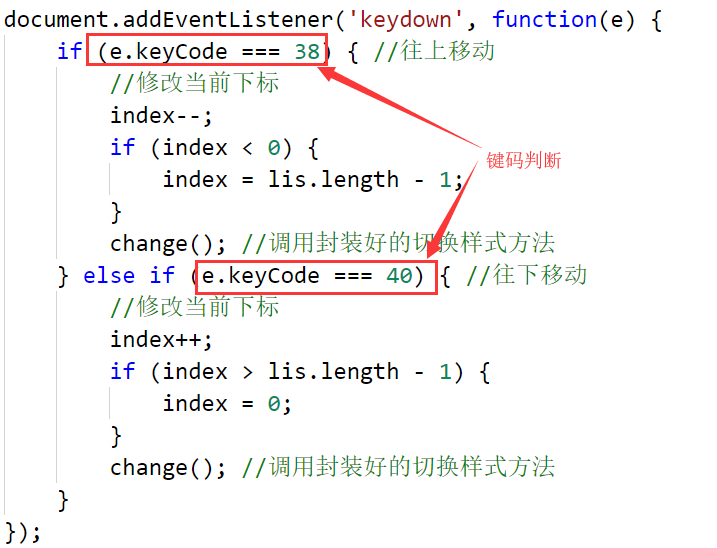 document.addEventListener('keydown', function(e) {
    if (e.keyCode === 38) { //往上移动
        //修改当前下标
        index--;
        if (index < 0) {
            index = lis.length - 1;
        }
        change(); //调用封装好的切换样式方法
    } else if (e.keyCode === 40) { //往下移动
        //修改当前下标
        index++;
        if (index > lis.length - 1) {
            index = 0;
        }
        change(); //调用封装好的切换样式方法
    }
});
键码判断